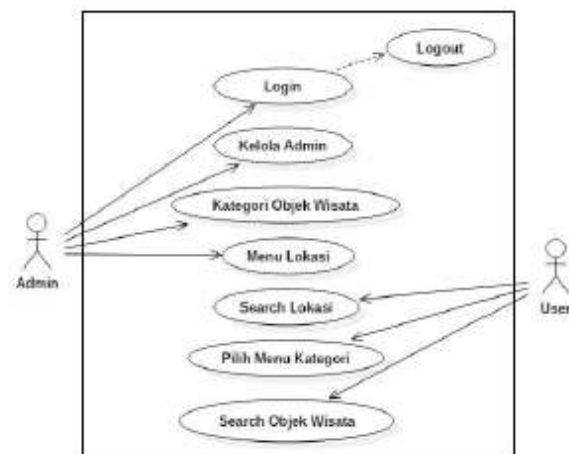 Logout
Login
Kelola Admin
Kategori Objek Wisata
Menu Lokasi
Admin
Search Lokasi
User
Pilih Menu Kategori
Search Objek Wisata